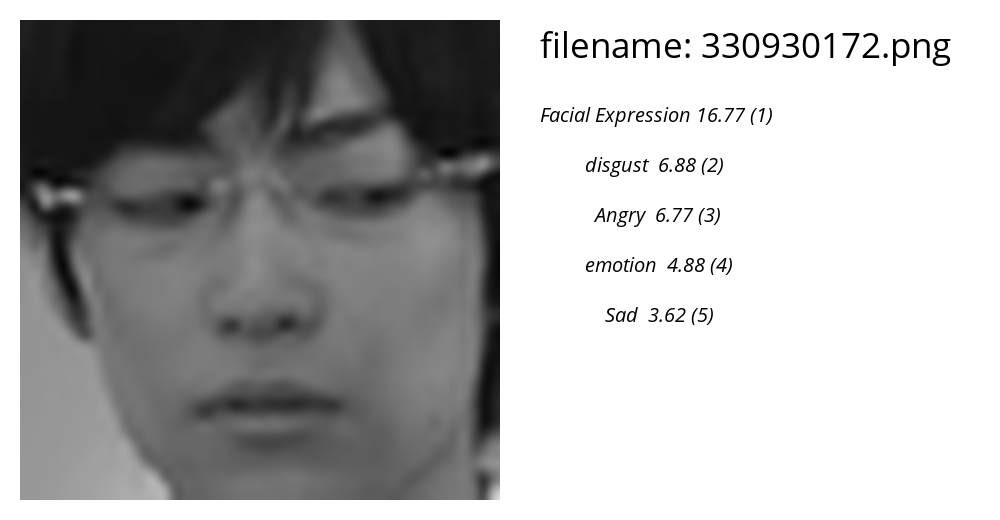 filename: 330930172.png
Facial Expression 16.77 (1)
disgust 6.88 (2)
Angry 6.77 (3)
emotion 4.88 (4)
Sad 3.62 (5)